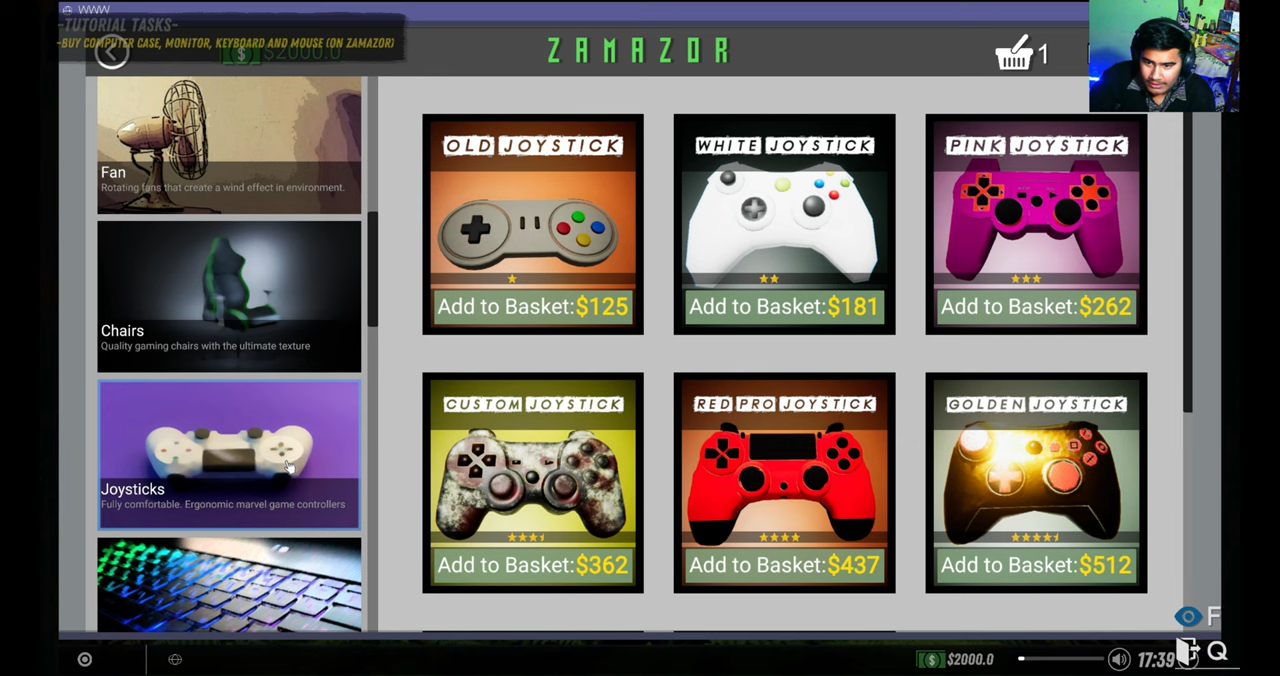 WWW
-TUTORIAL TASKS-
-BUY COMPUTER CASE, MONITOR, KEYBOARD AND MOUSE (ON ZAMAZOR)
$2000.0
ZAMAZOR
1
Fan
Rotating fans that create a wind effect in environment.
Chairs
Quality gaming chairs with the ultimate texture
Joysticks
Fully comfortable. Ergonomic marvel game controllers
OLD JOYSTICK
Add to Basket:$125
WHITE JOYSTICK
Add to Basket:$181
PINK JOYSTICK
Add to Basket:$262
CUSTOM JOYSTICK
Add to Basket:$362
RED PRO JOYSTICK
Add to Basket:$437
GOLDEN JOYSTICK
Add to Basket:$512
F
$2000.0
17:39
Q